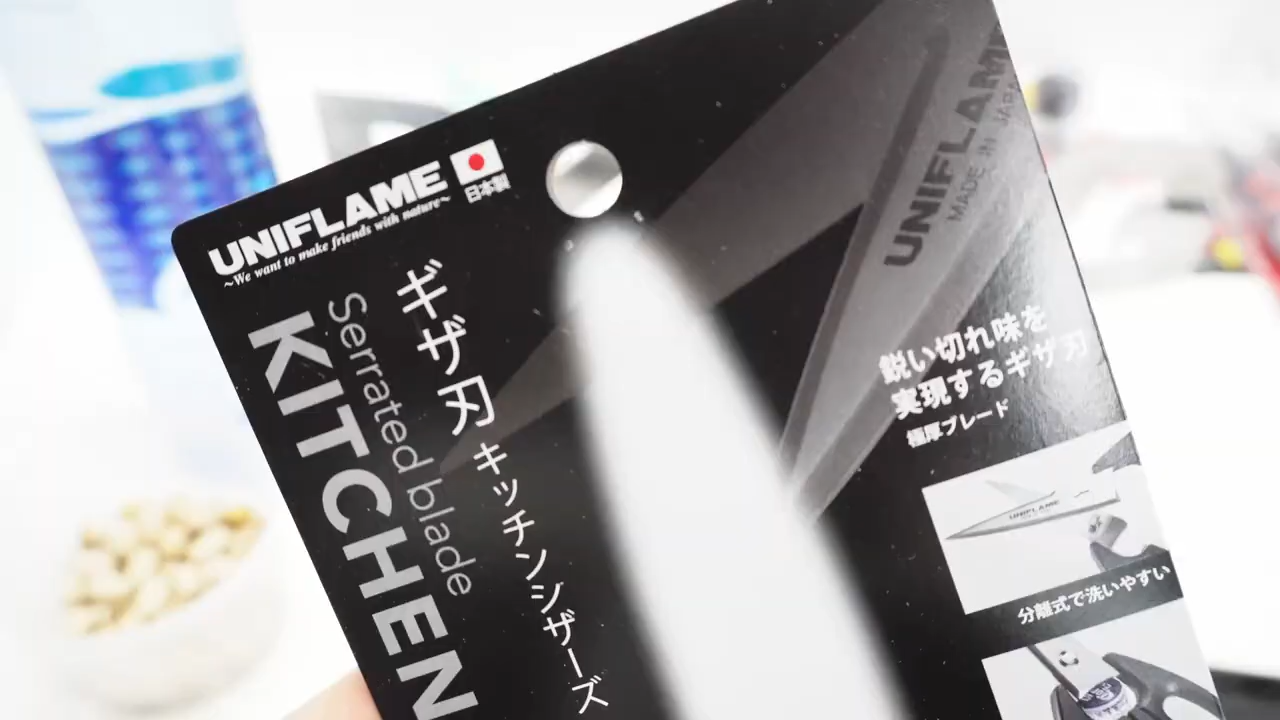 UNIFLAME
~We want to make friends with nature~
日本製
KITCHEN
Serrated blade
ギザ刃 キッチンシザーズ
UNIFLAME
MADE IN JAPAN
鋭い切れ味を
実現するギザ刃
極厚ブレード
UNIFLAME
分離式で洗いやすい